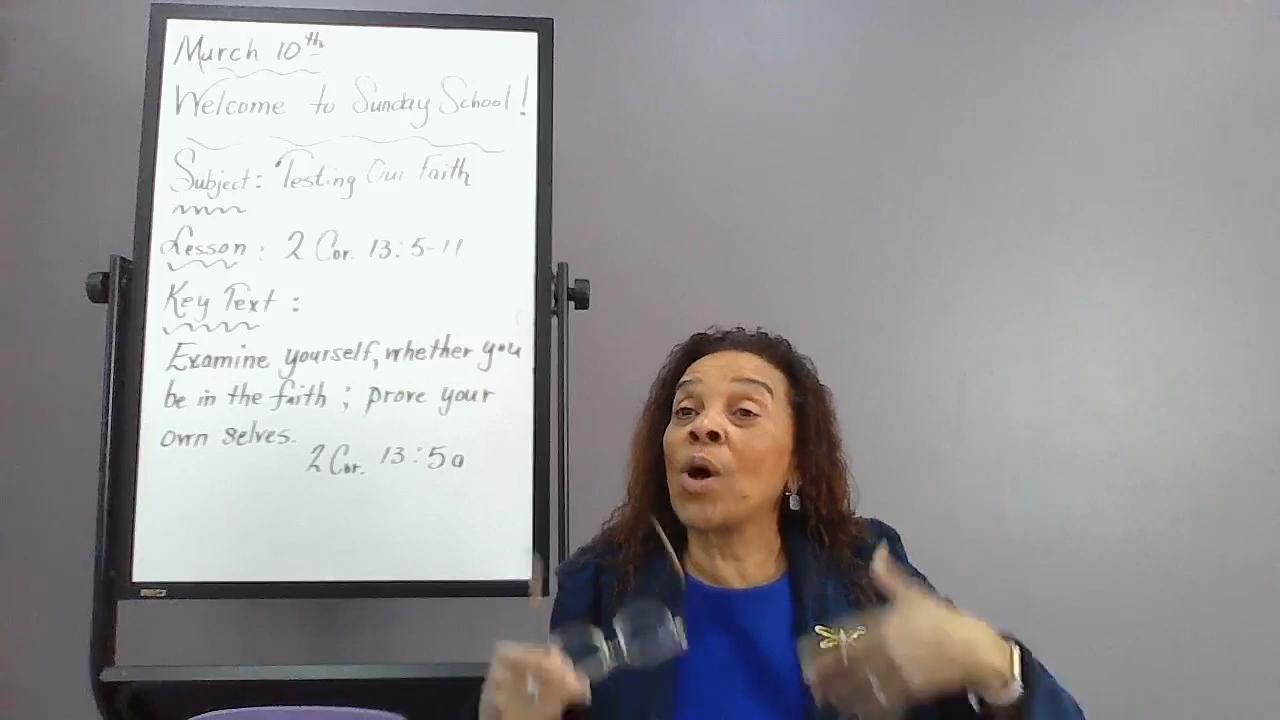 March 10th
Welcome to Sunday School!
Subject: Testing Our Faith
Lesson: 2 Cor. 13:5-11
Key Text:
Examine yourself, whether you
be in the faith; prove your
own selves.
2 Cor. 13:5a